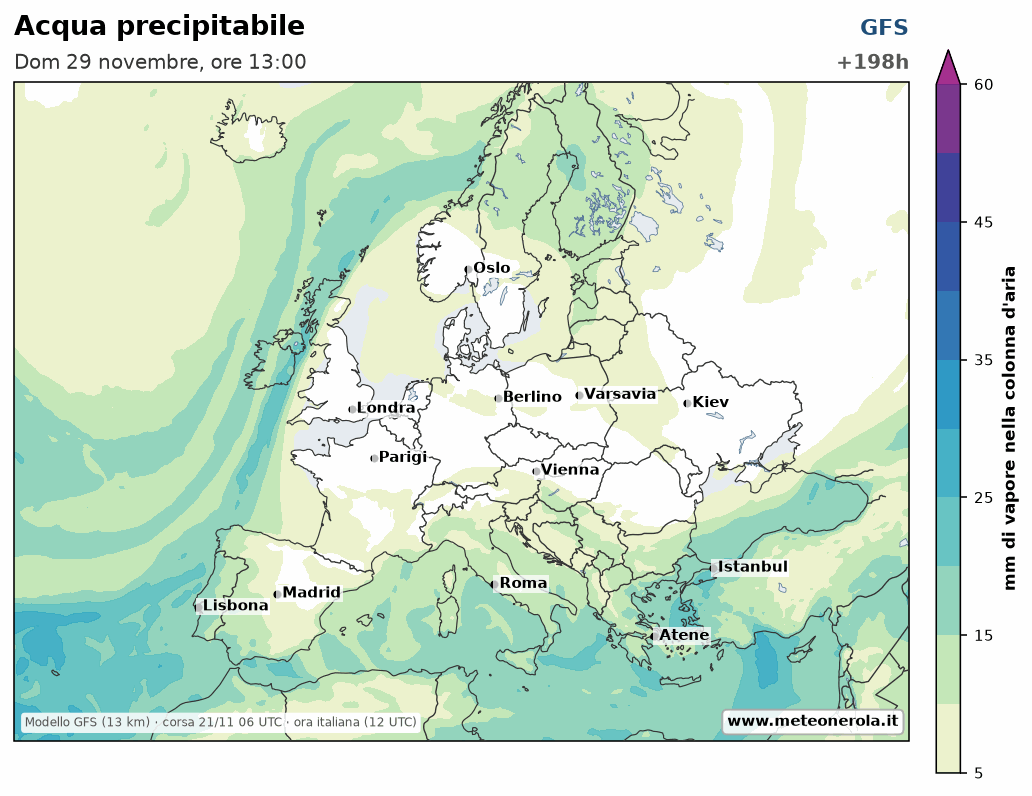 Acqua precipitabile
GFS
Dom 29 novembre, ore 13:00
+198h
60
45
35
25
15
5
mm di vapore nella colonna d'aria
Oslo
Berlino
Varsavia
Kiev
Londra
Parigi
Vienna
Istanbul
Roma
Madrid
Lisbona
Atene
Modello GFS (13 km) · corsa 21/11 06 UTC · ora italiana (12 UTC)
www.meteonerola.it